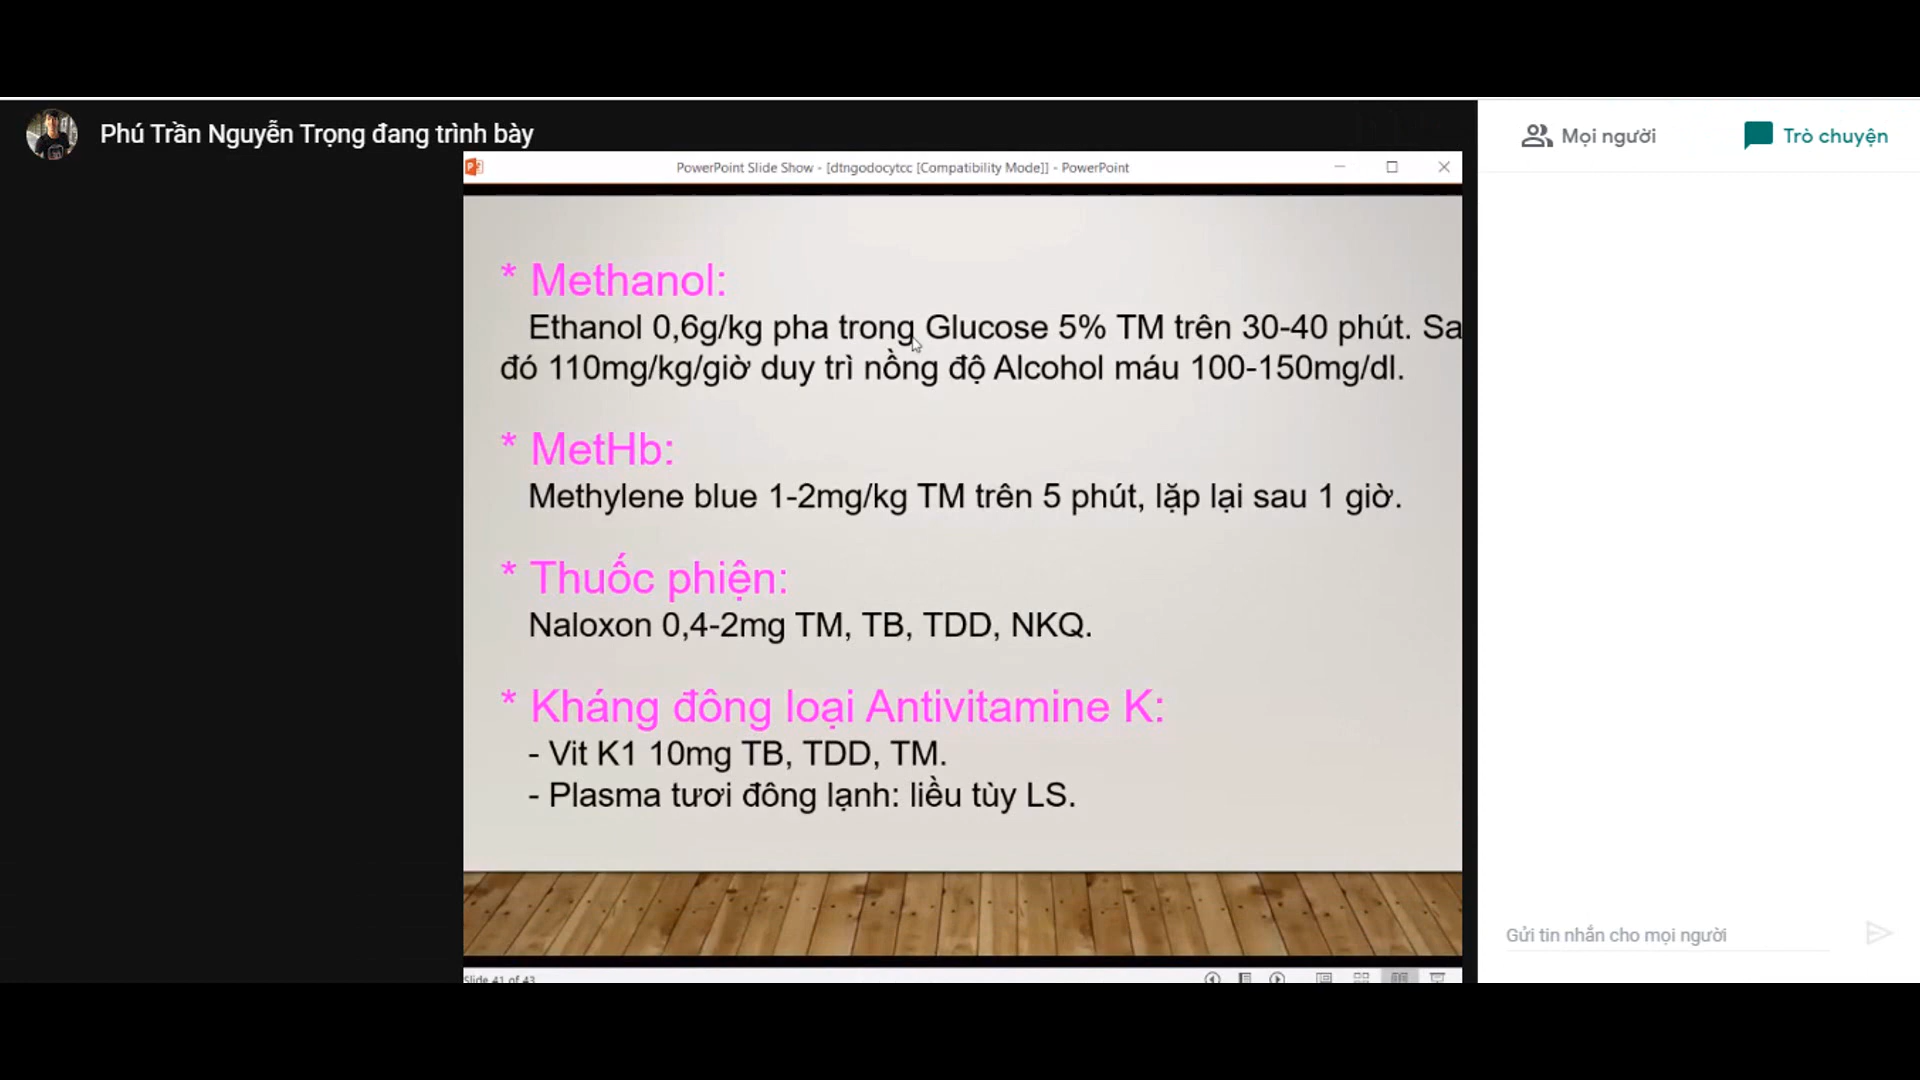 Phú Trần Nguyễn Trọng đang trình bày
Mọi người
Trò chuyện
PowerPoint Slide Show - [dtngodocytcc [Compatibility Mode]] - PowerPoint
* Methanol:
Ethanol 0,6g/kg pha trong Glucose 5% TM trên 30-40 phút. Sa
đó 110mg/kg/giờ duy trì nồng độ Alcohol máu 100-150mg/dl.
* MetHb:
Methylene blue 1-2mg/kg TM trên 5 phút, lặp lại sau 1 giờ.
* Thuốc phiện:
Naloxon 0,4-2mg TM, TB, TDD, NKQ.
* Kháng đông loại Antivitamine K:
- Vit K1 10mg TB, TDD, TM.
- Plasma tươi đông lạnh: liều tùy LS.
Gửi tin nhắn cho mọi người
Slide 41 of 43